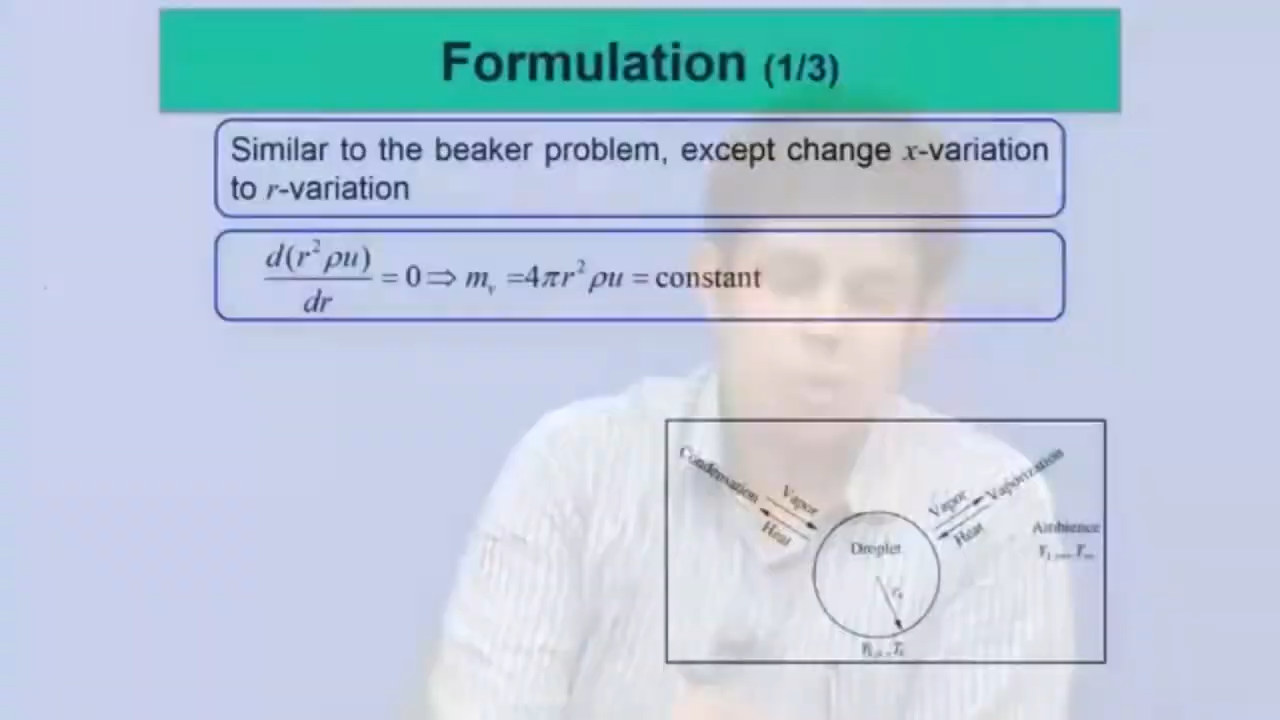 Formulation (1/3)
Similar to the beaker problem, except change x-variation
to r-variation
d(r²ρu)/dr = 0 ⇒ mᵥ =4πr²ρu = constant
Condensation
Vapor
Heat
Vapor
Vaporization
Heat
Ambience
Droplet